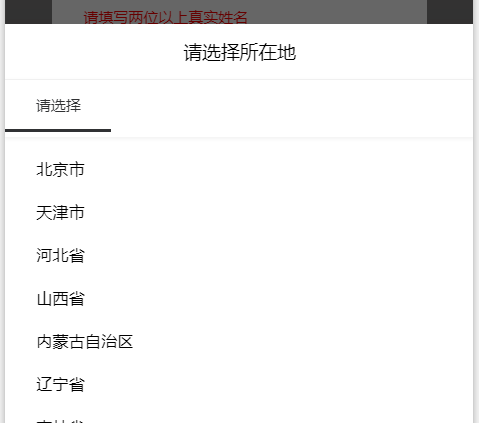 请填写两位以上真实姓名
请选择所在地
请选择
北京市
天津市
河北省
山西省
内蒙古自治区
辽宁省